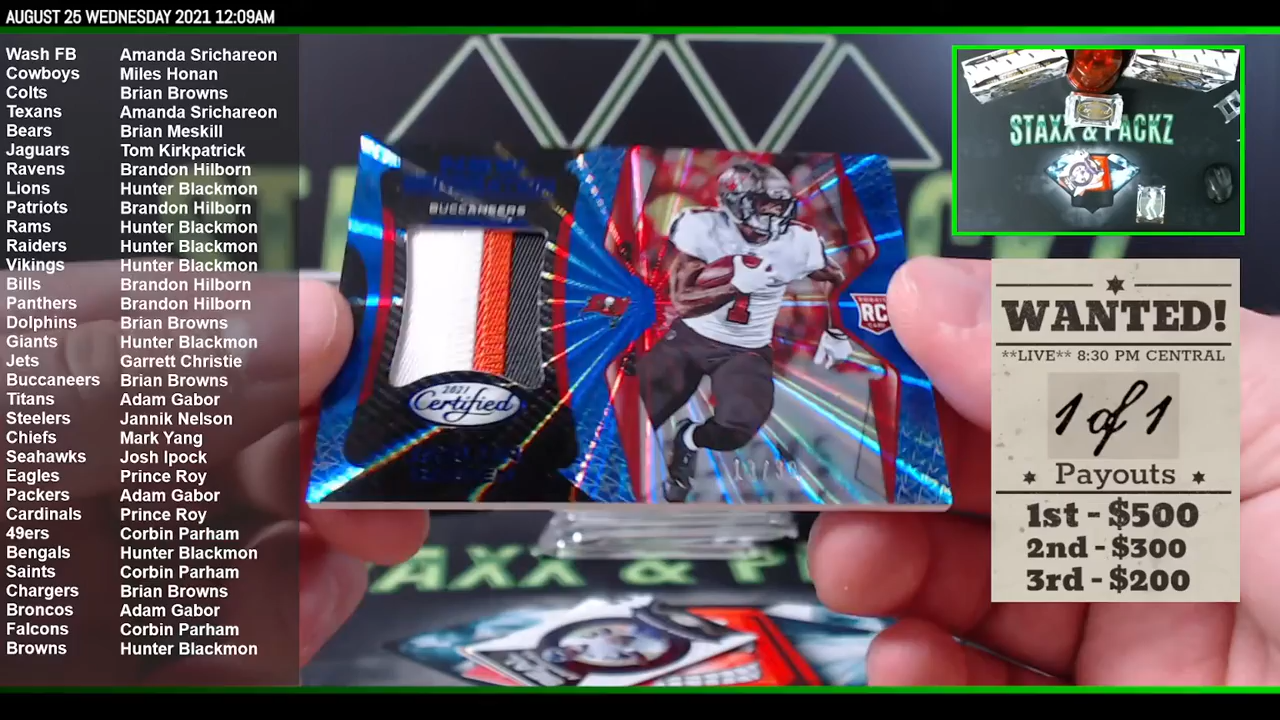 AUGUST 25 WEDNESDAY 2021 12:09AM
Wash FB Amanda Srichareon
Cowboys Miles Honan
Colts Brian Browns
Texans Amanda Srichareon
Bears Brian Meskill
Jaguars Tom Kirkpatrick
Ravens Brandon Hilborn
Lions Hunter Blackmon
Patriots Brandon Hilborn
Rams Hunter Blackmon
Raiders Hunter Blackmon
Vikings Hunter Blackmon
Bills Brandon Hilborn
Panthers Brandon Hilborn
Dolphins Brian Browns
Giants Hunter Blackmon
Jets Garrett Christie
Buccaneers Brian Browns
Titans Adam Gabor
Steelers Jannik Nelson
Chiefs Mark Yang
Seahawks Josh Ipock
Eagles Prince Roy
Packers Adam Gabor
Cardinals Prince Roy
49ers Corbin Parham
Bengals Hunter Blackmon
Saints Corbin Parham
Chargers Brian Browns
Broncos Adam Gabor
Falcons Corbin Parham
Browns Hunter Blackmon
BUCCANEERS
2021
Certified
1
RC
STAXX & PACKZ
WANTED!
**LIVE** 8:30 PM CENTRAL
1 of 1
Payouts
1st - $500
2nd - $300
3rd - $200